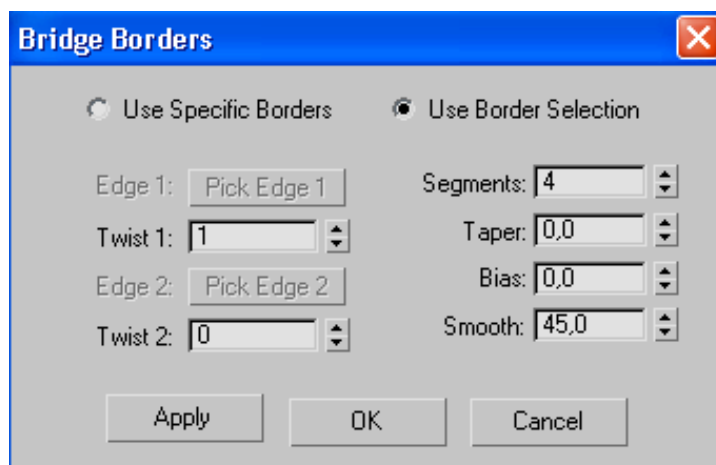 Bridge Borders
Use Specific Borders
Use Border Selection
Edge 1: Pick Edge 1
Twist 1: 1
Edge 2: Pick Edge 2
Twist 2: 0
Segments: 4
Taper: 0,0
Bias: 0,0
Smooth: 45,0
Apply
OK
Cancel